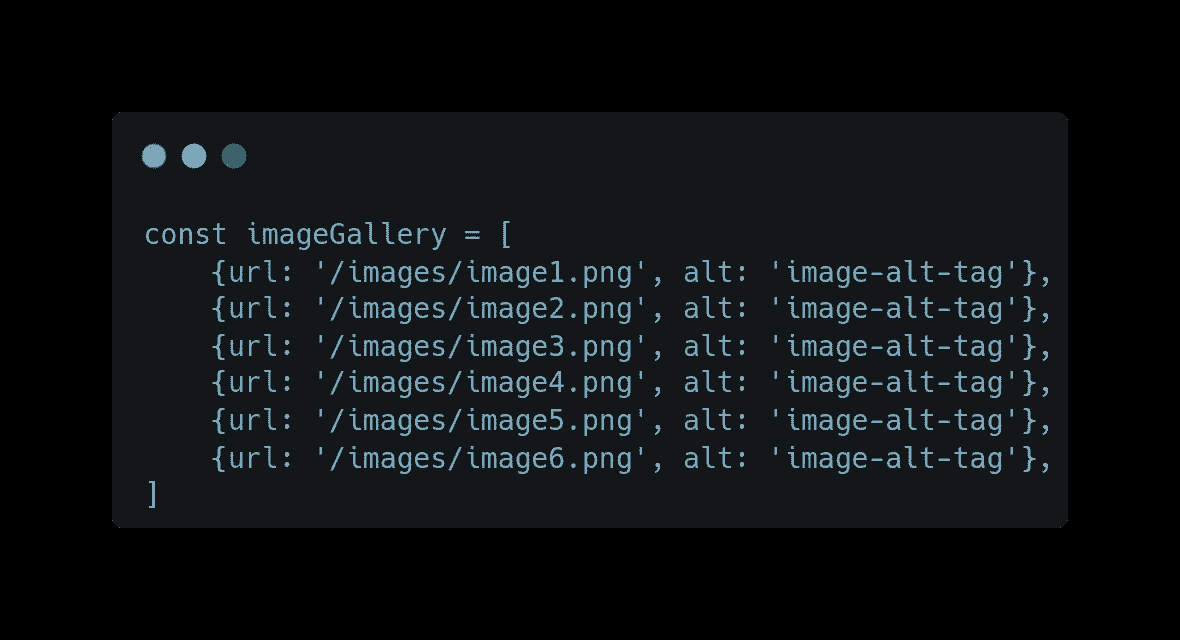 const imageGallery = [
    {url: '/images/image1.png', alt: 'image-alt-tag'},
    {url: '/images/image2.png', alt: 'image-alt-tag'},
    {url: '/images/image3.png', alt: 'image-alt-tag'},
    {url: '/images/image4.png', alt: 'image-alt-tag'},
    {url: '/images/image5.png', alt: 'image-alt-tag'},
    {url: '/images/image6.png', alt: 'image-alt-tag'},
]